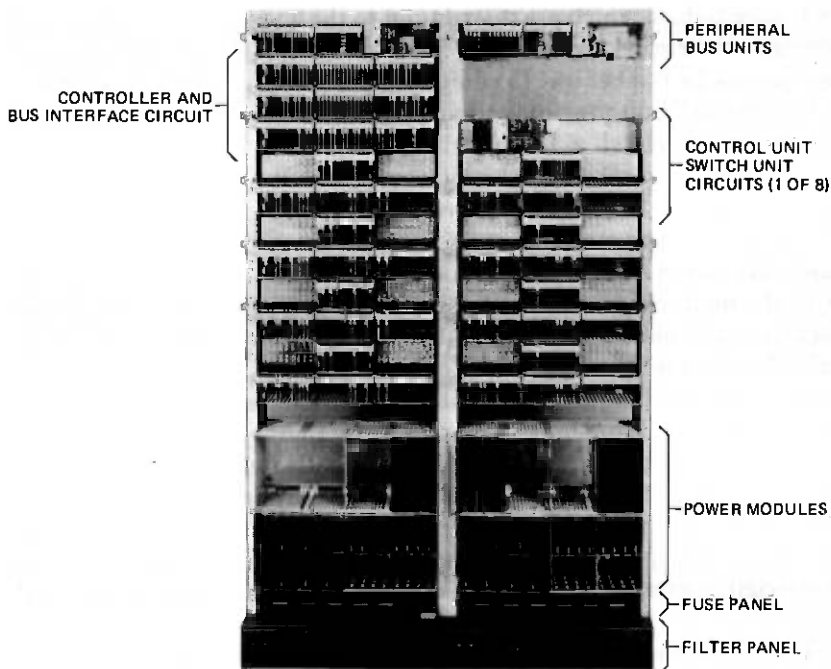 PERIPHERAL
BUS UNITS
CONTROLLER AND
BUS INTERFACE CIRCUIT
CONTROL UNIT
SWITCH UNIT
CIRCUITS (1 OF 8)
POWER MODULES
FUSE PANEL
FILTER PANEL